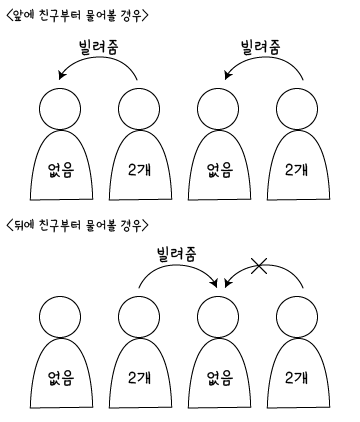 <앞에 친구부터 물어볼 경우>
빌려줌 빌려줌
없음 2개 없음 2개
<뒤에 친구부터 물어볼 경우>
빌려줌
없음 2개 없음 2개